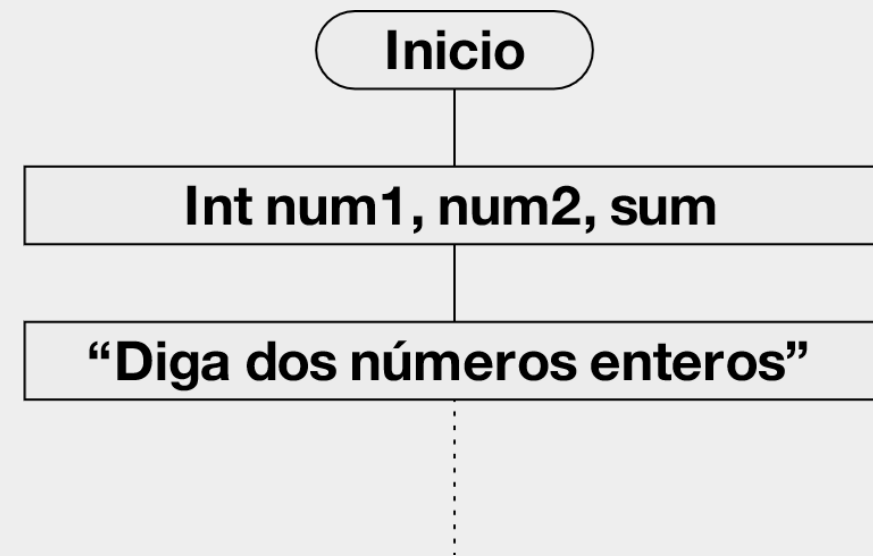 Inicio
Int num1, num2, sum
“Diga dos números enteros”